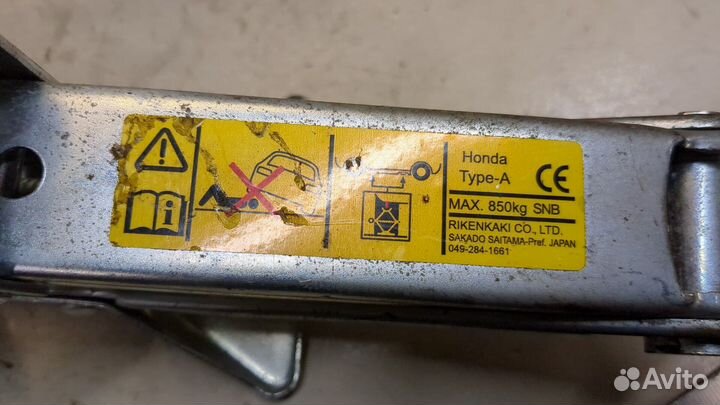 Honda
Type-A
CE
MAX. 850kg SNB
RIKENKAKI CO., LTD.
SAKADO SAITAMA-Pref. JAPAN
049-284-1661
Avito